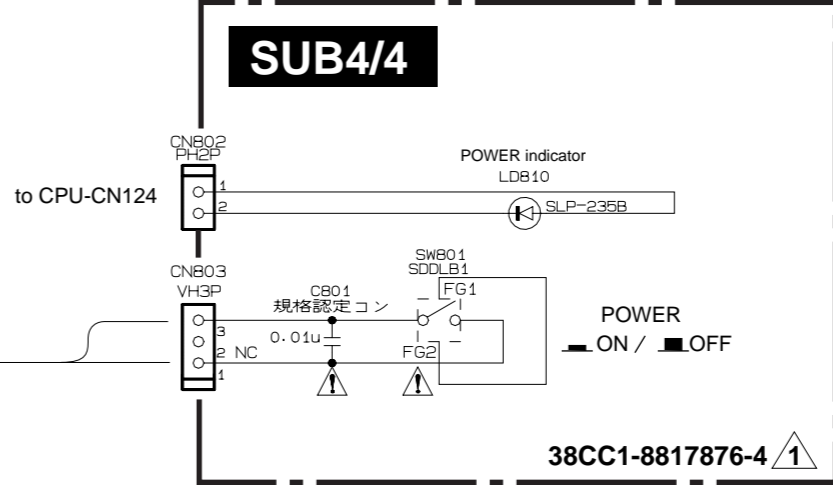 SUB4/4
CN802
PH2P
to CPU-CN124
1
2
POWER indicator
LD810
SLP-235B
CN803
VH3P
3
2 NC
1
C801
規格認定コン
0.01u
SW801
SDDLB1
FG1
FG2
POWER
ON / OFF
38CC1-8817876-4 1